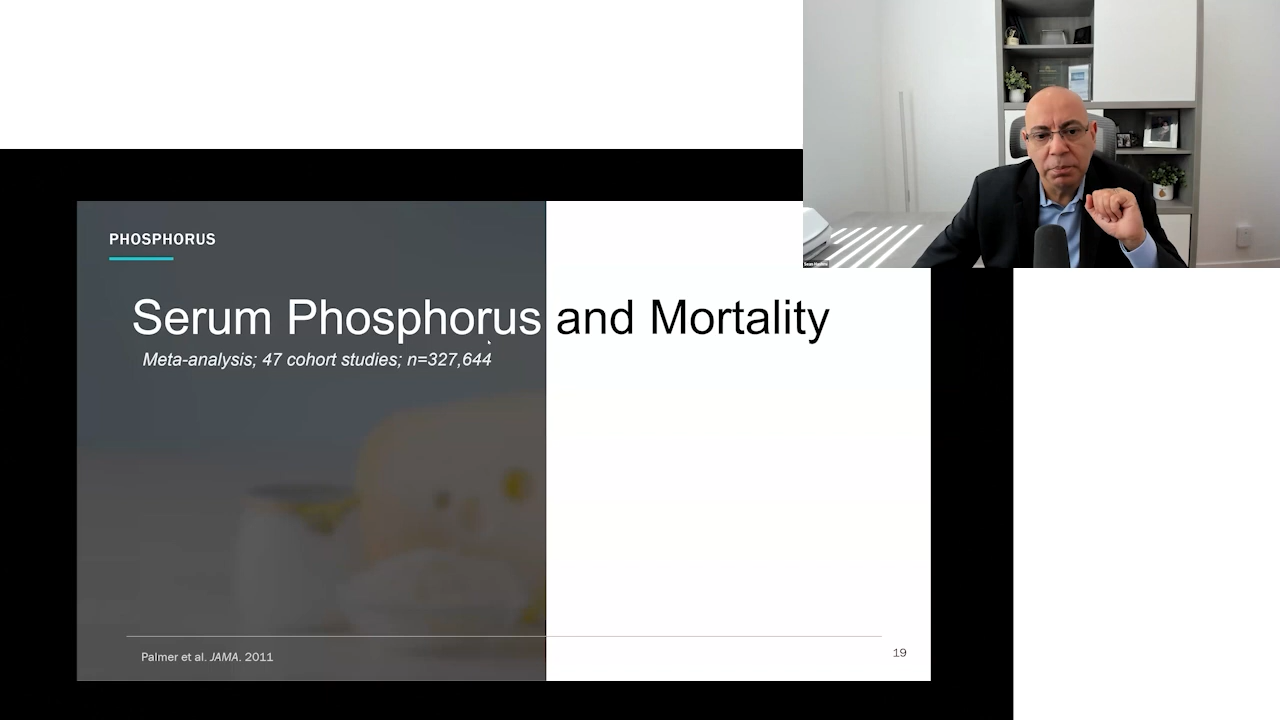 PHOSPHORUS
Serum Phosphorus and Mortality
Meta-analysis; 47 cohort studies; n=327,644
Palmer et al. JAMA. 2011
19